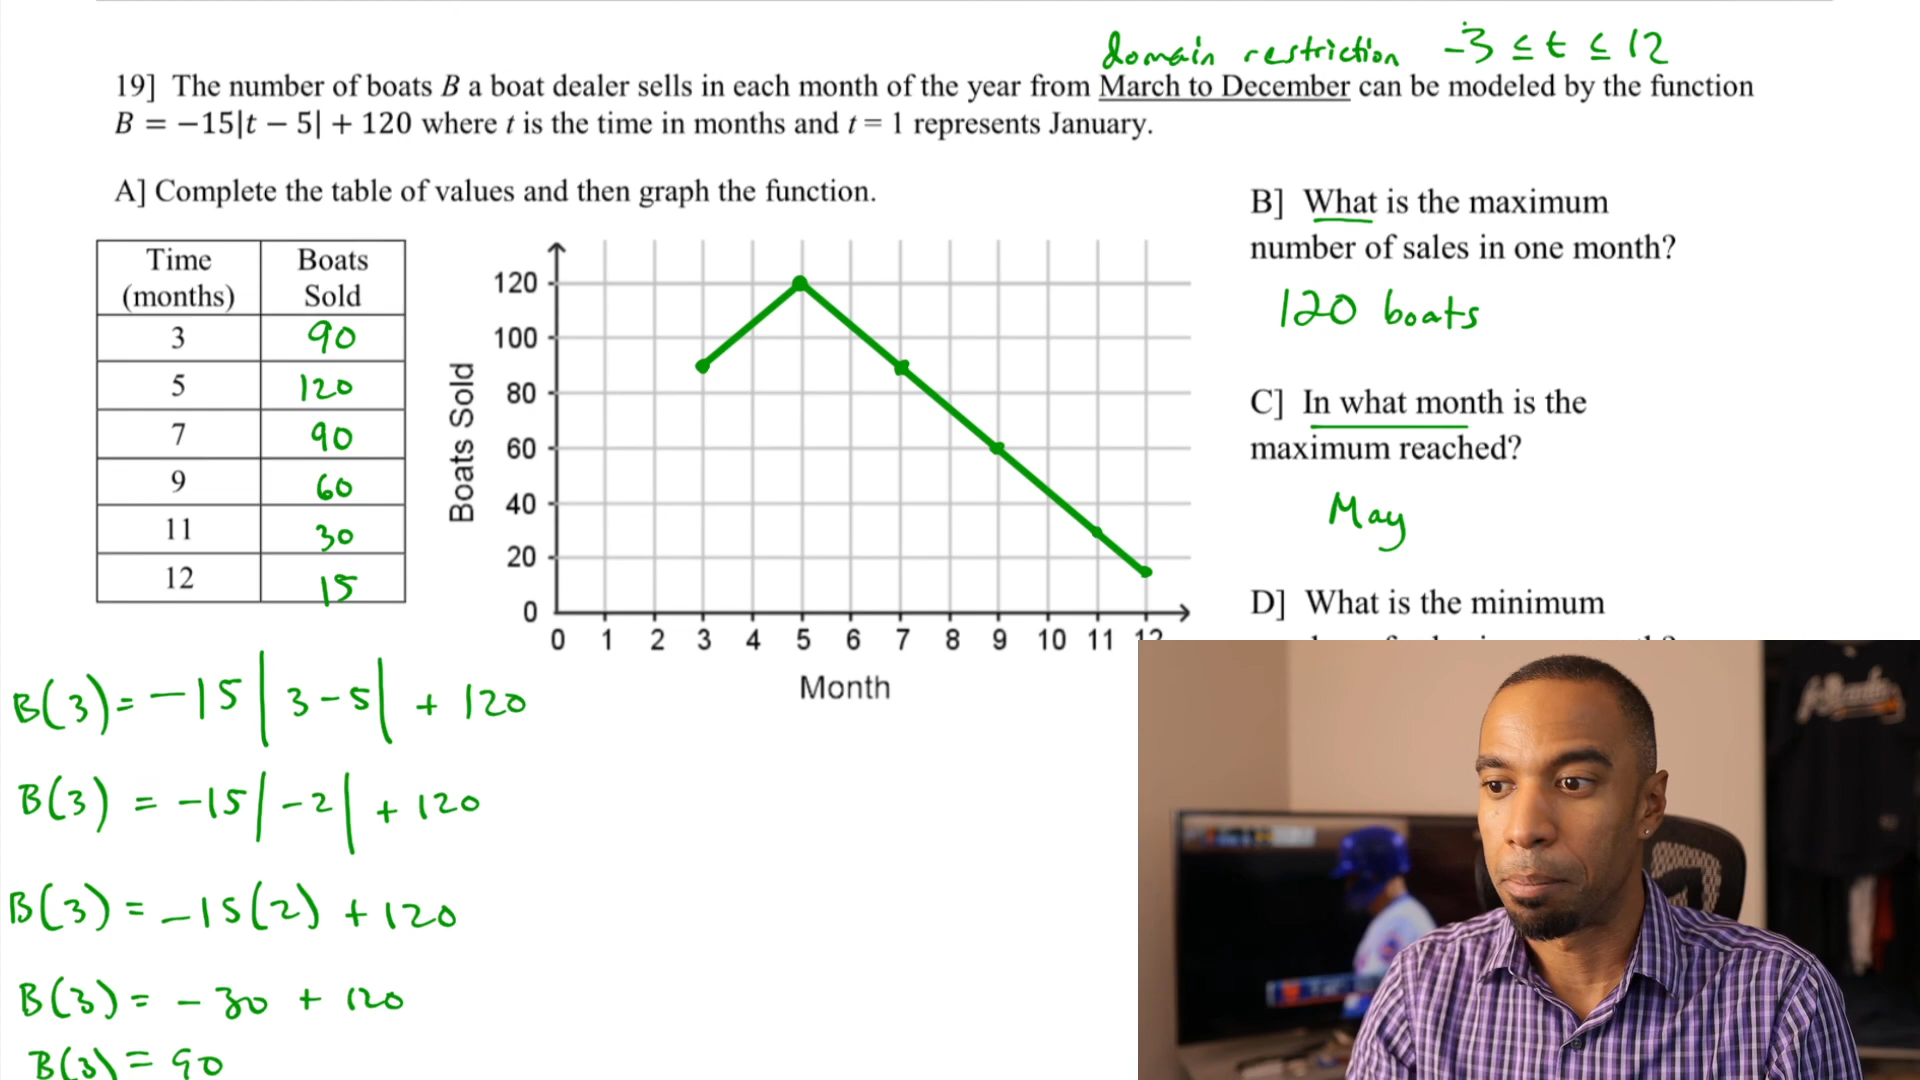 domain restriction -3 ≤ t ≤ 12
19] The number of boats B a boat dealer sells in each month of the year from March to December can be modeled by the function
B = −15|t − 5| + 120 where t is the time in months and t = 1 represents January.
A] Complete the table of values and then graph the function.
Time (months) Boats Sold
3 90
5 120
7 90
9 60
11 30
12 15
Boats Sold
120
100
80
60
40
20
0
0 1 2 3 4 5 6 7 8 9 10 11 12
Month
B] What is the maximum
number of sales in one month?
120 boats
C] In what month is the
maximum reached?
May
D] What is the minimum
B(3) = -15|3-5| + 120
B(3) = -15|-2| + 120
B(3) = -15(2) + 120
B(3) = -30 + 120
B(3) = 90